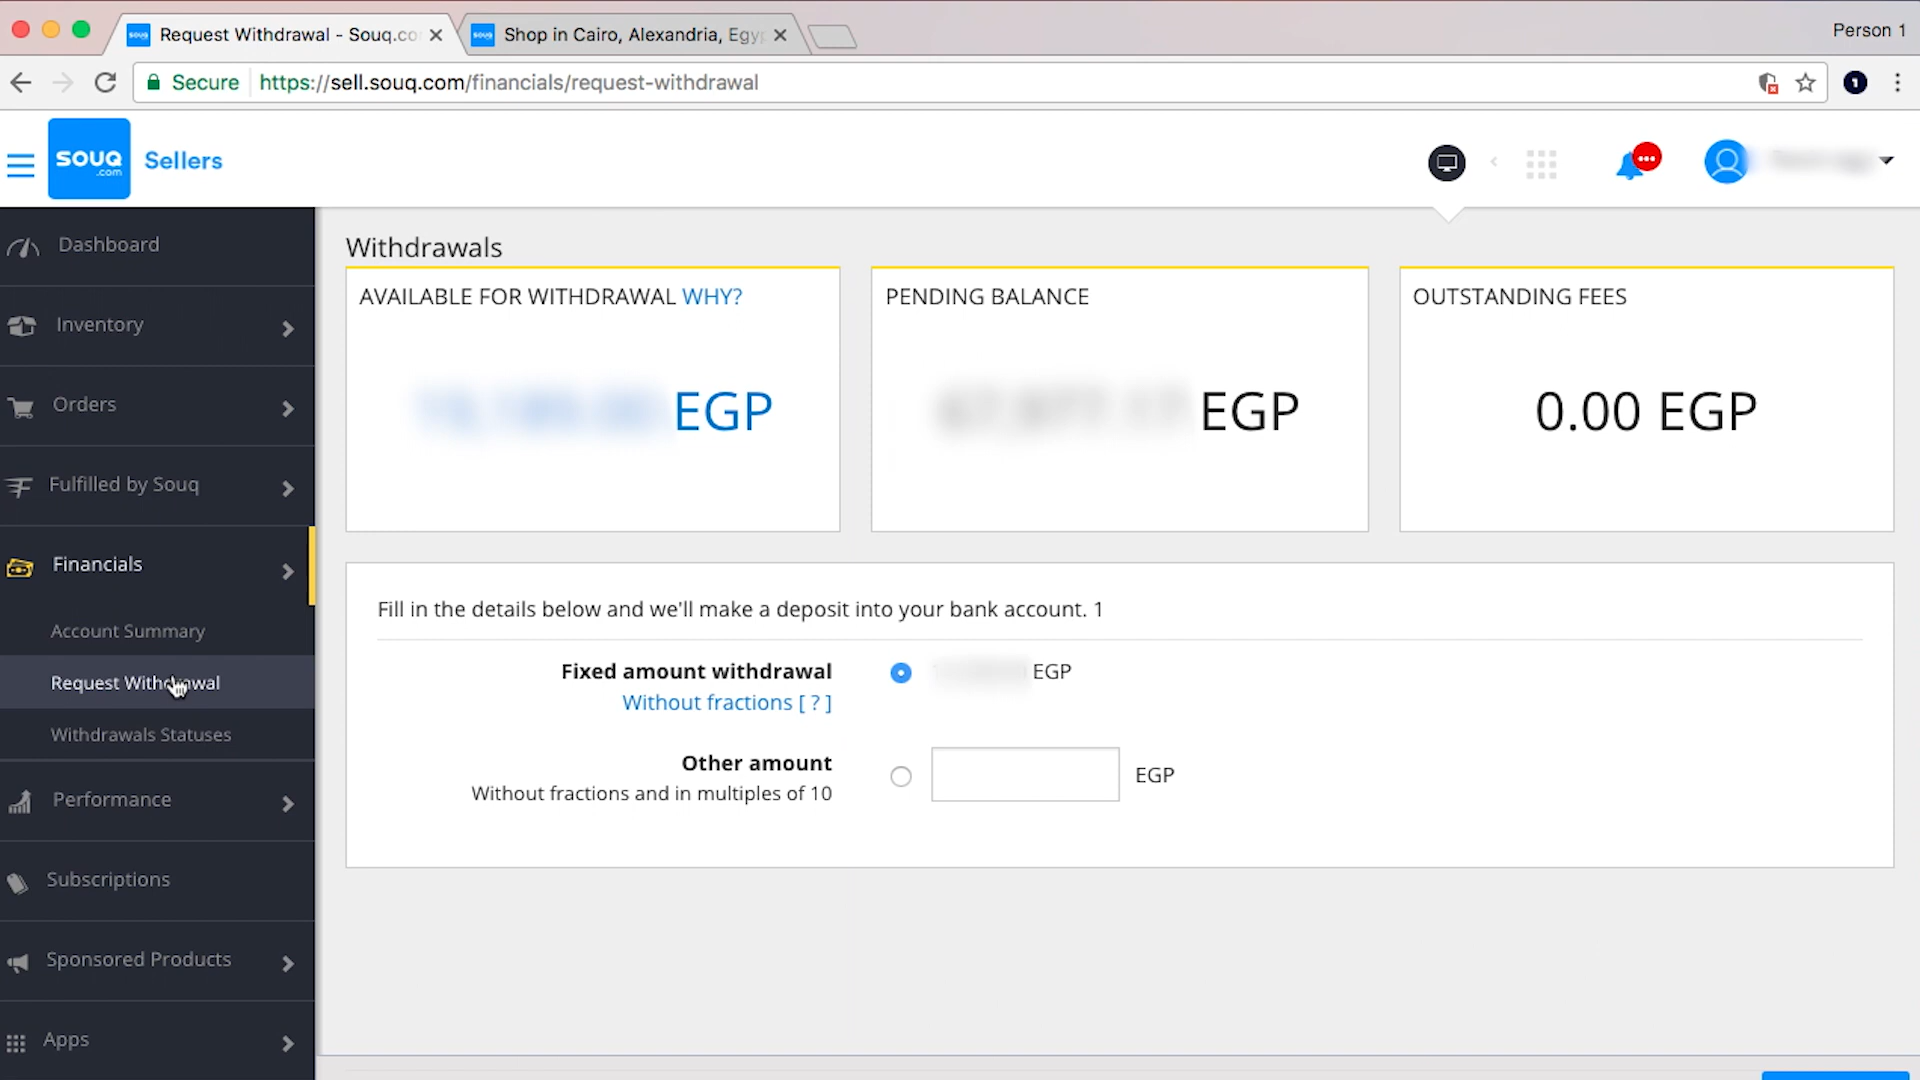 Request Withdrawal - Souq.co
Shop in Cairo, Alexandria, Egyp
Person 1
Secure
https://sell.souq.com/financials/request-withdrawal
souq
.com
Sellers
Dashboard
Inventory
Orders
Fulfilled by Souq
Financials
Account Summary
Request Withdrawal
Withdrawals Statuses
Performance
Subscriptions
Sponsored Products
Apps
Withdrawals
AVAILABLE FOR WITHDRAWAL WHY?
EGP
PENDING BALANCE
EGP
OUTSTANDING FEES
0.00 EGP
Fill in the details below and we'll make a deposit into your bank account. 1
Fixed amount withdrawal
EGP
Without fractions [ ? ]
Other amount
EGP
Without fractions and in multiples of 10